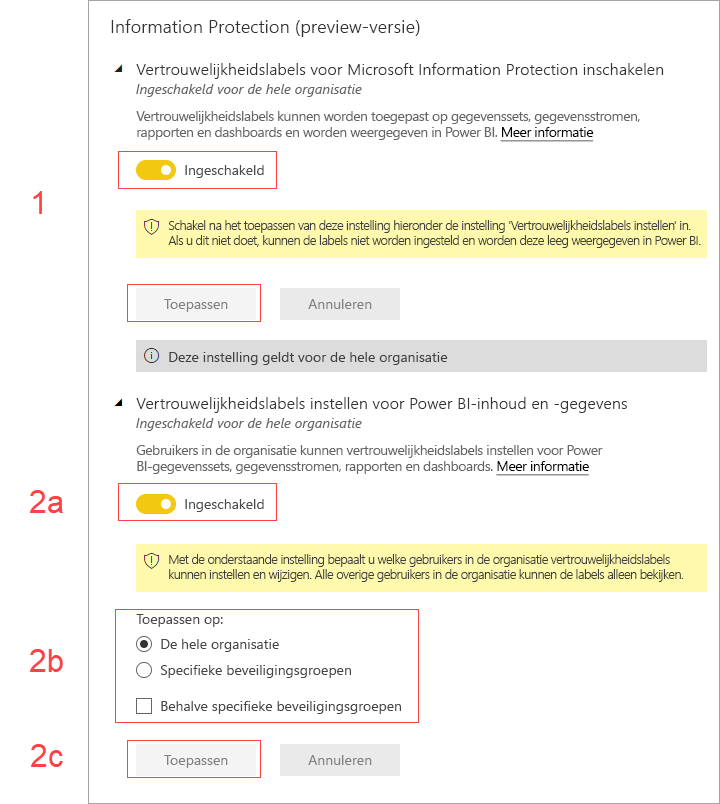 Information Protection (preview-versie)
Vertrouwelijkheidslabels voor Microsoft Information Protection inschakelen
Ingeschakeld voor de hele organisatie
Vertrouwelijkheidslabels kunnen worden toegepast op gegevenssets, gegevensstromen,
rapporten en dashboards en worden weergegeven in Power BI. Meer informatie
Ingeschakeld
1
Schakel na het toepassen van deze instelling hieronder de instelling 'Vertrouwelijkheidslabels instellen' in.
Als u dit niet doet, kunnen de labels niet worden ingesteld en worden deze leeg weergegeven in Power BI.
Toepassen Annuleren
Deze instelling geldt voor de hele organisatie
Vertrouwelijkheidslabels instellen voor Power BI-inhoud en -gegevens
Ingeschakeld voor de hele organisatie
Gebruikers in de organisatie kunnen vertrouwelijkheidslabels instellen voor Power
BI-gegevenssets, gegevensstromen, rapporten en dashboards. Meer informatie
2a Ingeschakeld
Met de onderstaande instelling bepaalt u welke gebruikers in de organisatie vertrouwelijkheidslabels
kunnen instellen en wijzigen. Alle overige gebruikers in de organisatie kunnen de labels alleen bekijken.
Toepassen op:
De hele organisatie
2b Specifieke beveiligingsgroepen
Behalve specifieke beveiligingsgroepen
2c Toepassen Annuleren